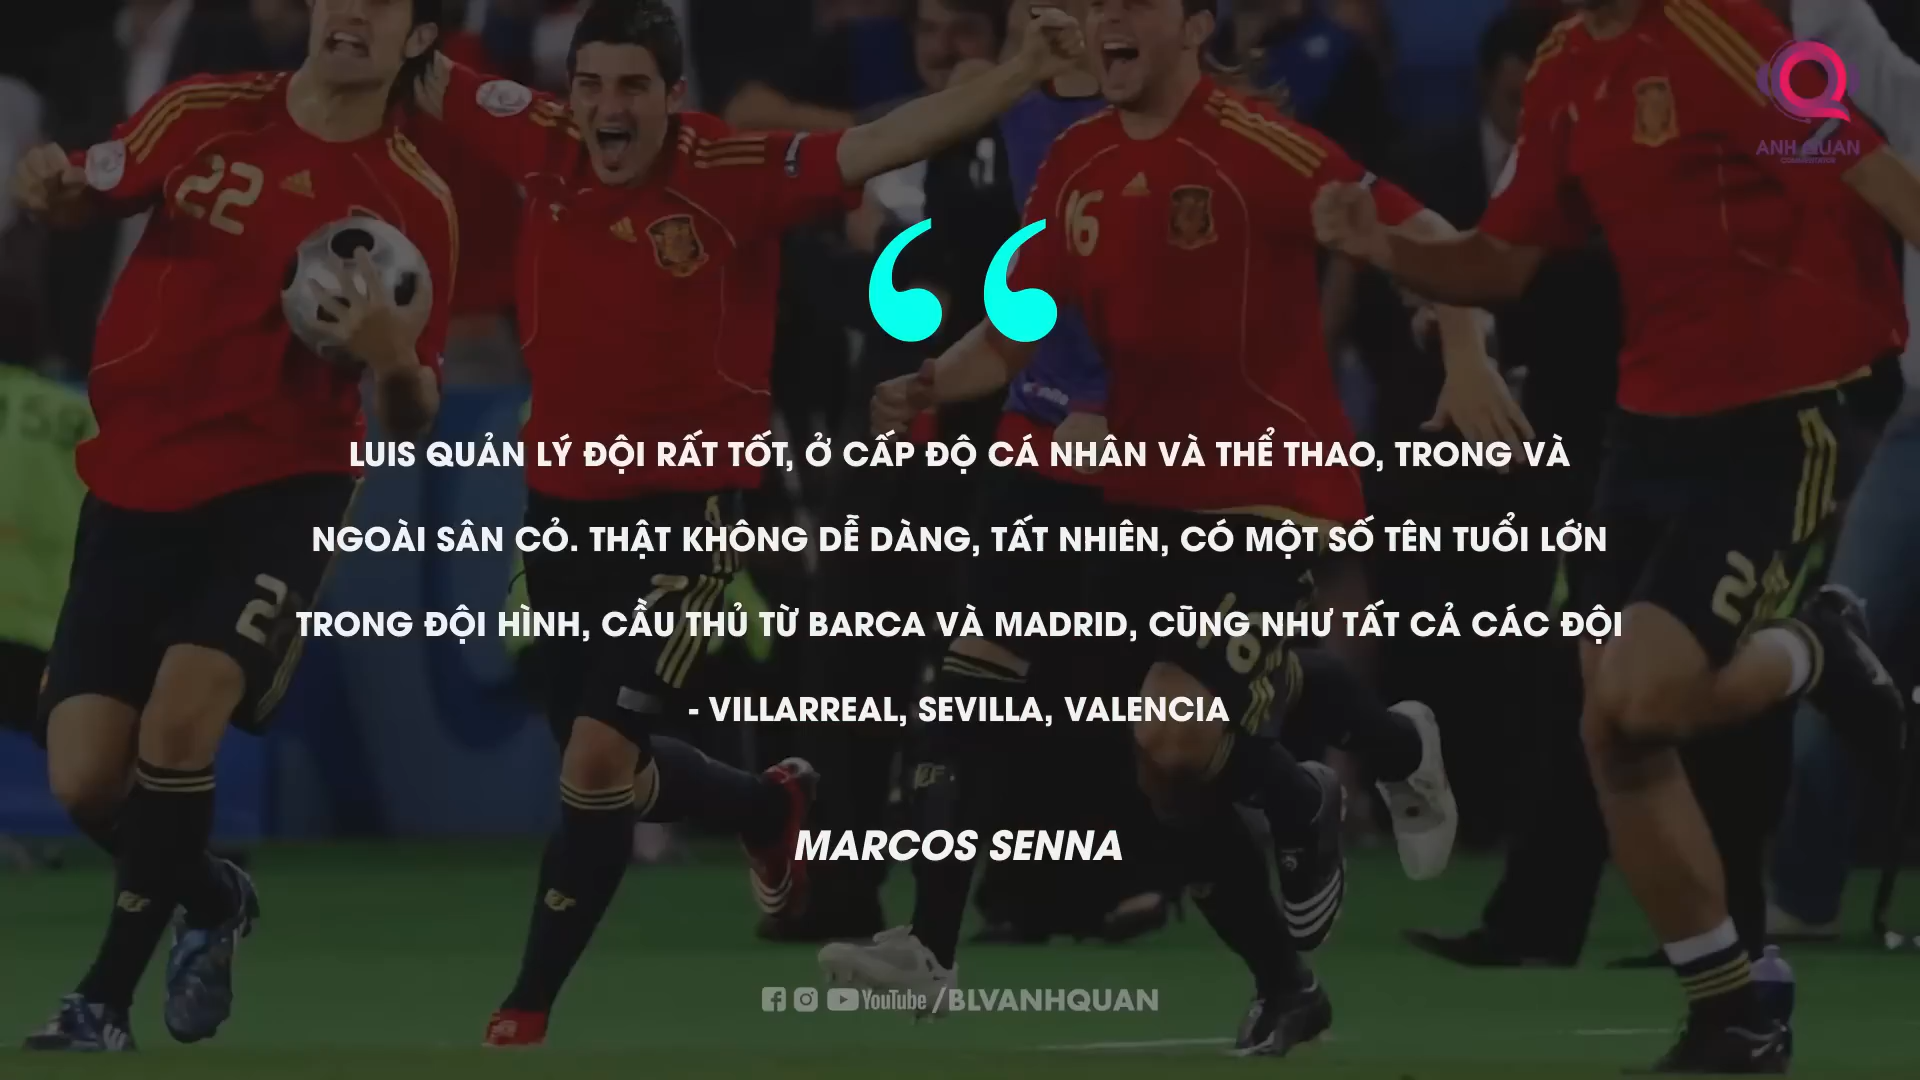 22
16
ANH QUAN
COMMENTATOR
LUIS QUẢN LÝ ĐỘI RẤT TỐT, Ở CẤP ĐỘ CÁ NHÂN VÀ THỂ THAO, TRONG VÀ
NGOÀI SÂN CỎ. THẬT KHÔNG DỄ DÀNG, TẤT NHIÊN, CÓ MỘT SỐ TÊN TUỔI LỚN
TRONG ĐỘI HÌNH, CẦU THỦ TỪ BARCA VÀ MADRID, CŨNG NHƯ TẤT CẢ CÁC ĐỘI
- VILLARREAL, SEVILLA, VALENCIA
MARCOS SENNA
YouTube /BLVANHQUAN